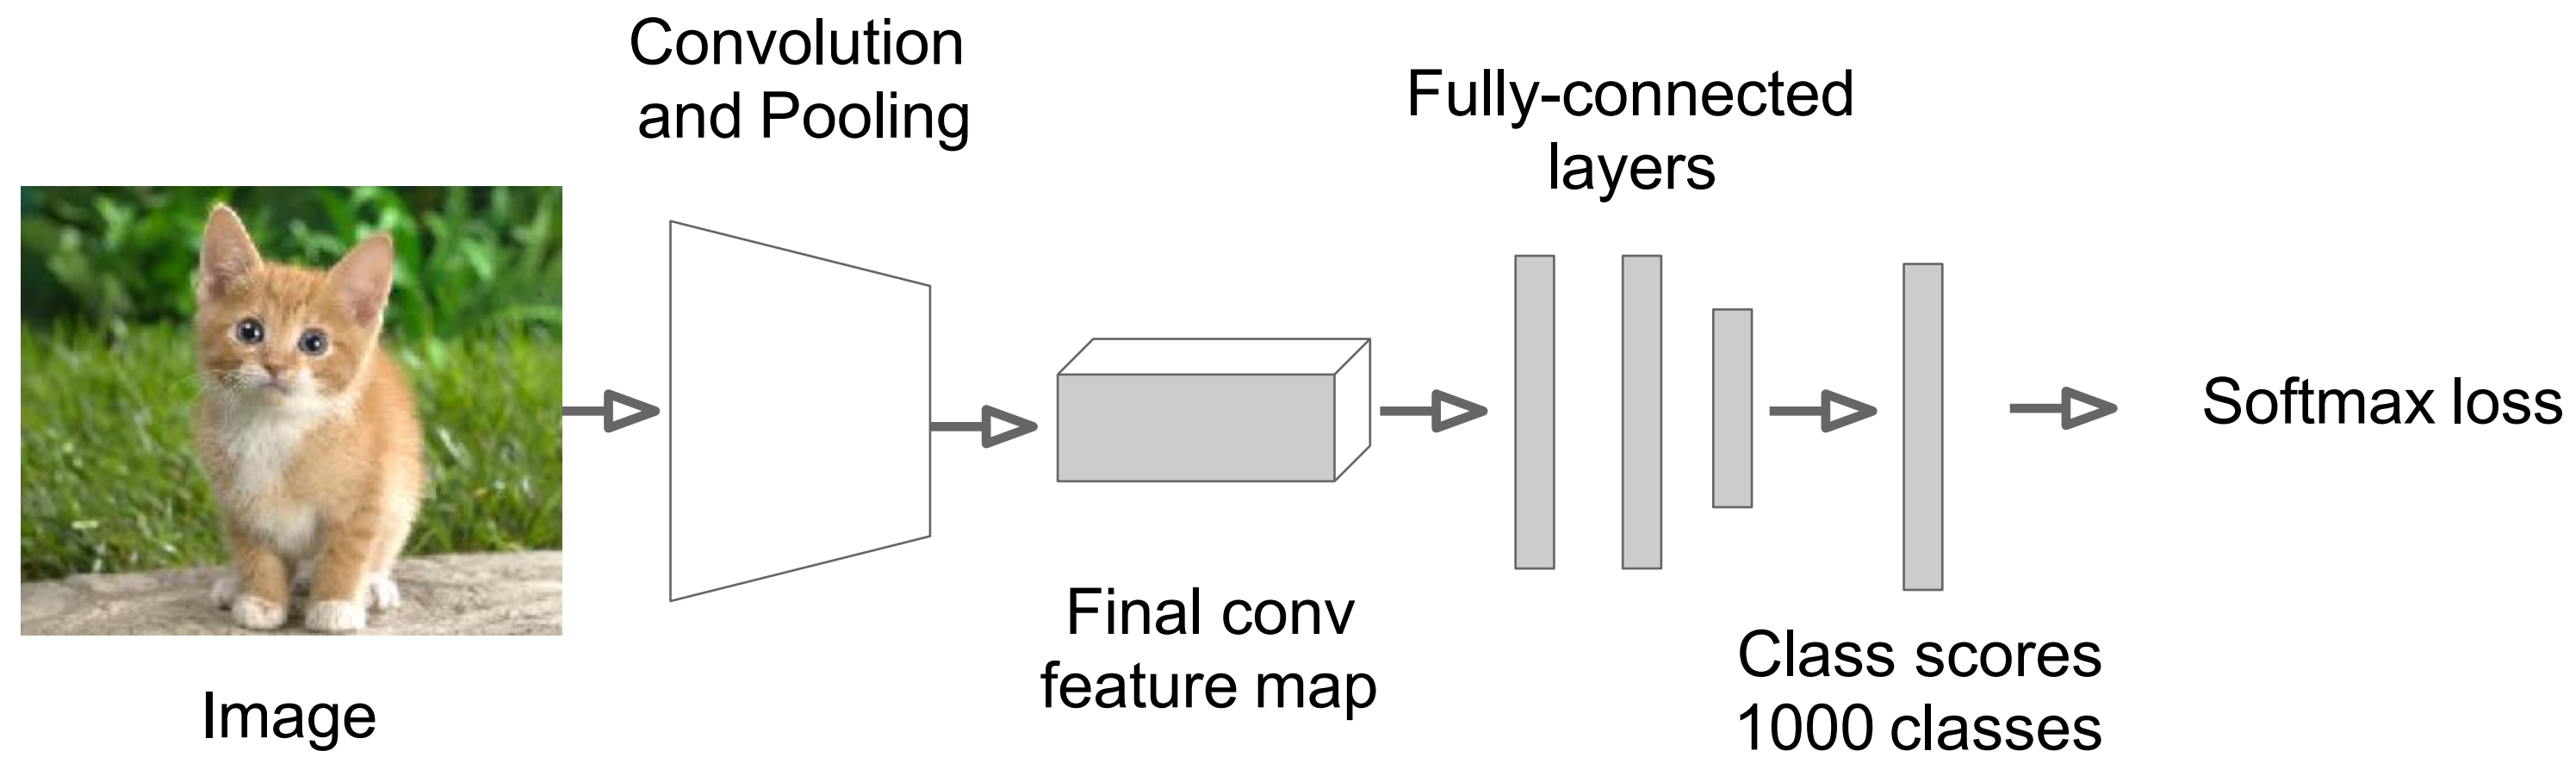 Image
Convolution
and Pooling
Final conv
feature map
Fully-connected
layers
Class scores
1000 classes
Softmax loss